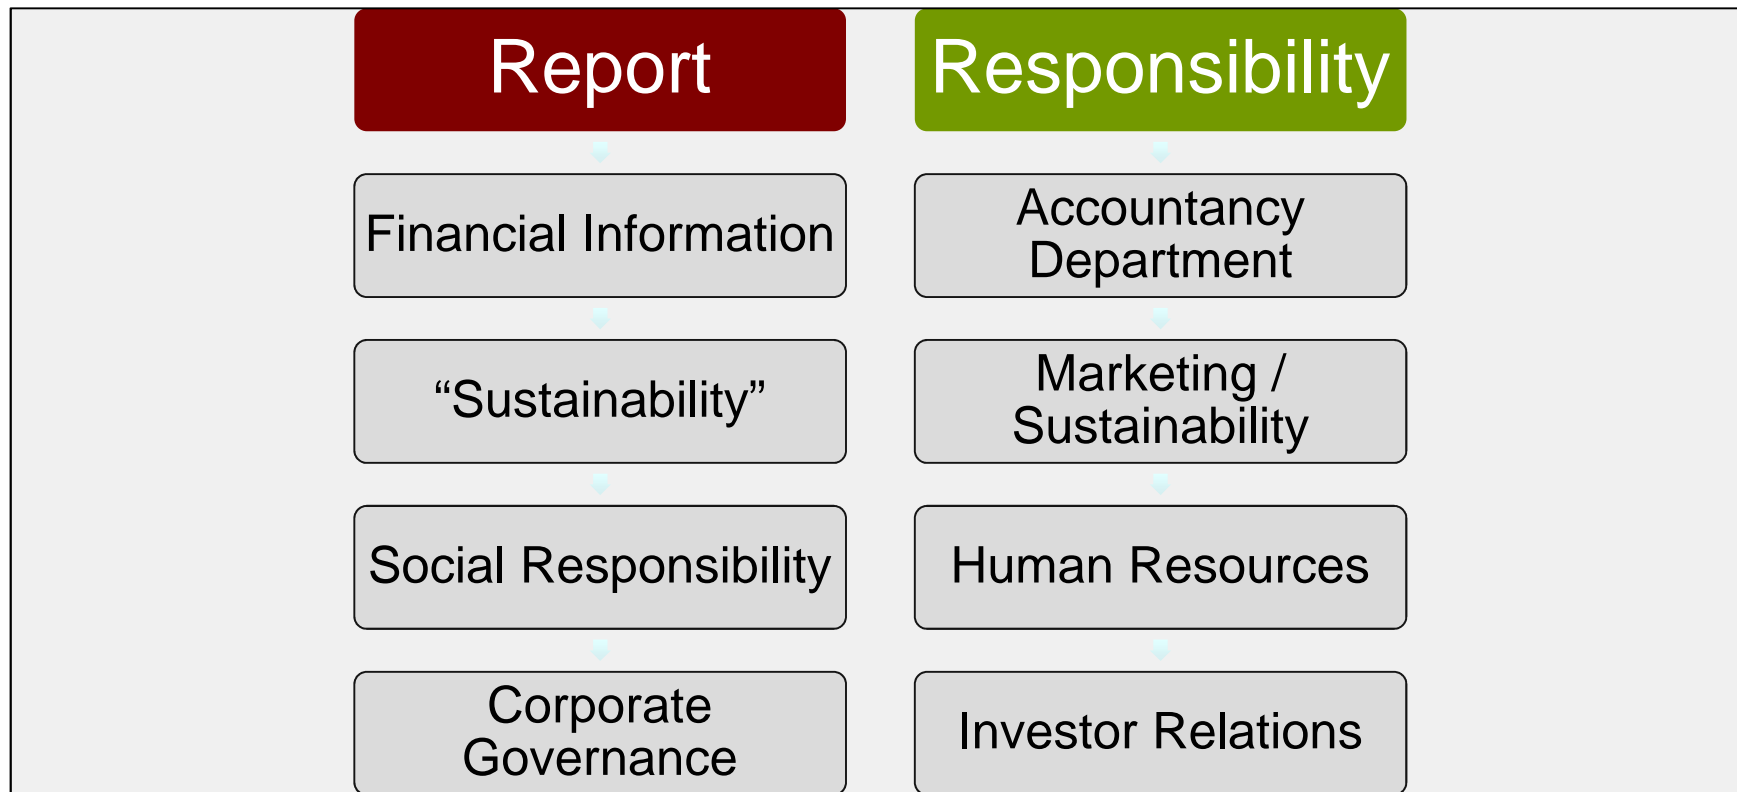 Report
Responsibility
Financial Information
Accountancy
Department
“Sustainability”
Marketing /
Sustainability
Social Responsibility
Human Resources
Corporate
Governance
Investor Relations